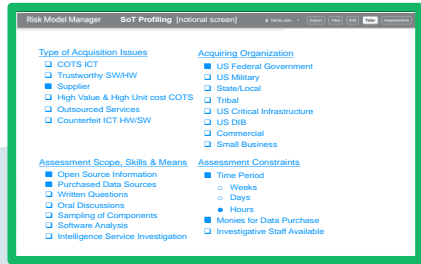 Risk Model Manager SoT Profiling [notional screen] Demo user Import View Edit Tailor Assessments
Type of Acquisition Issues
COTS ICT
Trustworthy SW/HW
Supplier
High Value & High Unit cost COTS
Outsourced Services
Counterfeit ICT HW/SW
Acquiring Organization
US Federal Government
US Military
State/Local
Tribal
US Critical Infrastructure
US DIB
Commercial
Small Business
Assessment Scope, Skills & Means
Open Source Information
Purchased Data Sources
Written Questions
Oral Discussions
Sampling of Components
Software Analysis
Intelligence Service Investigation
Assessment Constraints
Time Period
Weeks
Days
Hours
Monies for Data Purchase
Investigative Staff Available